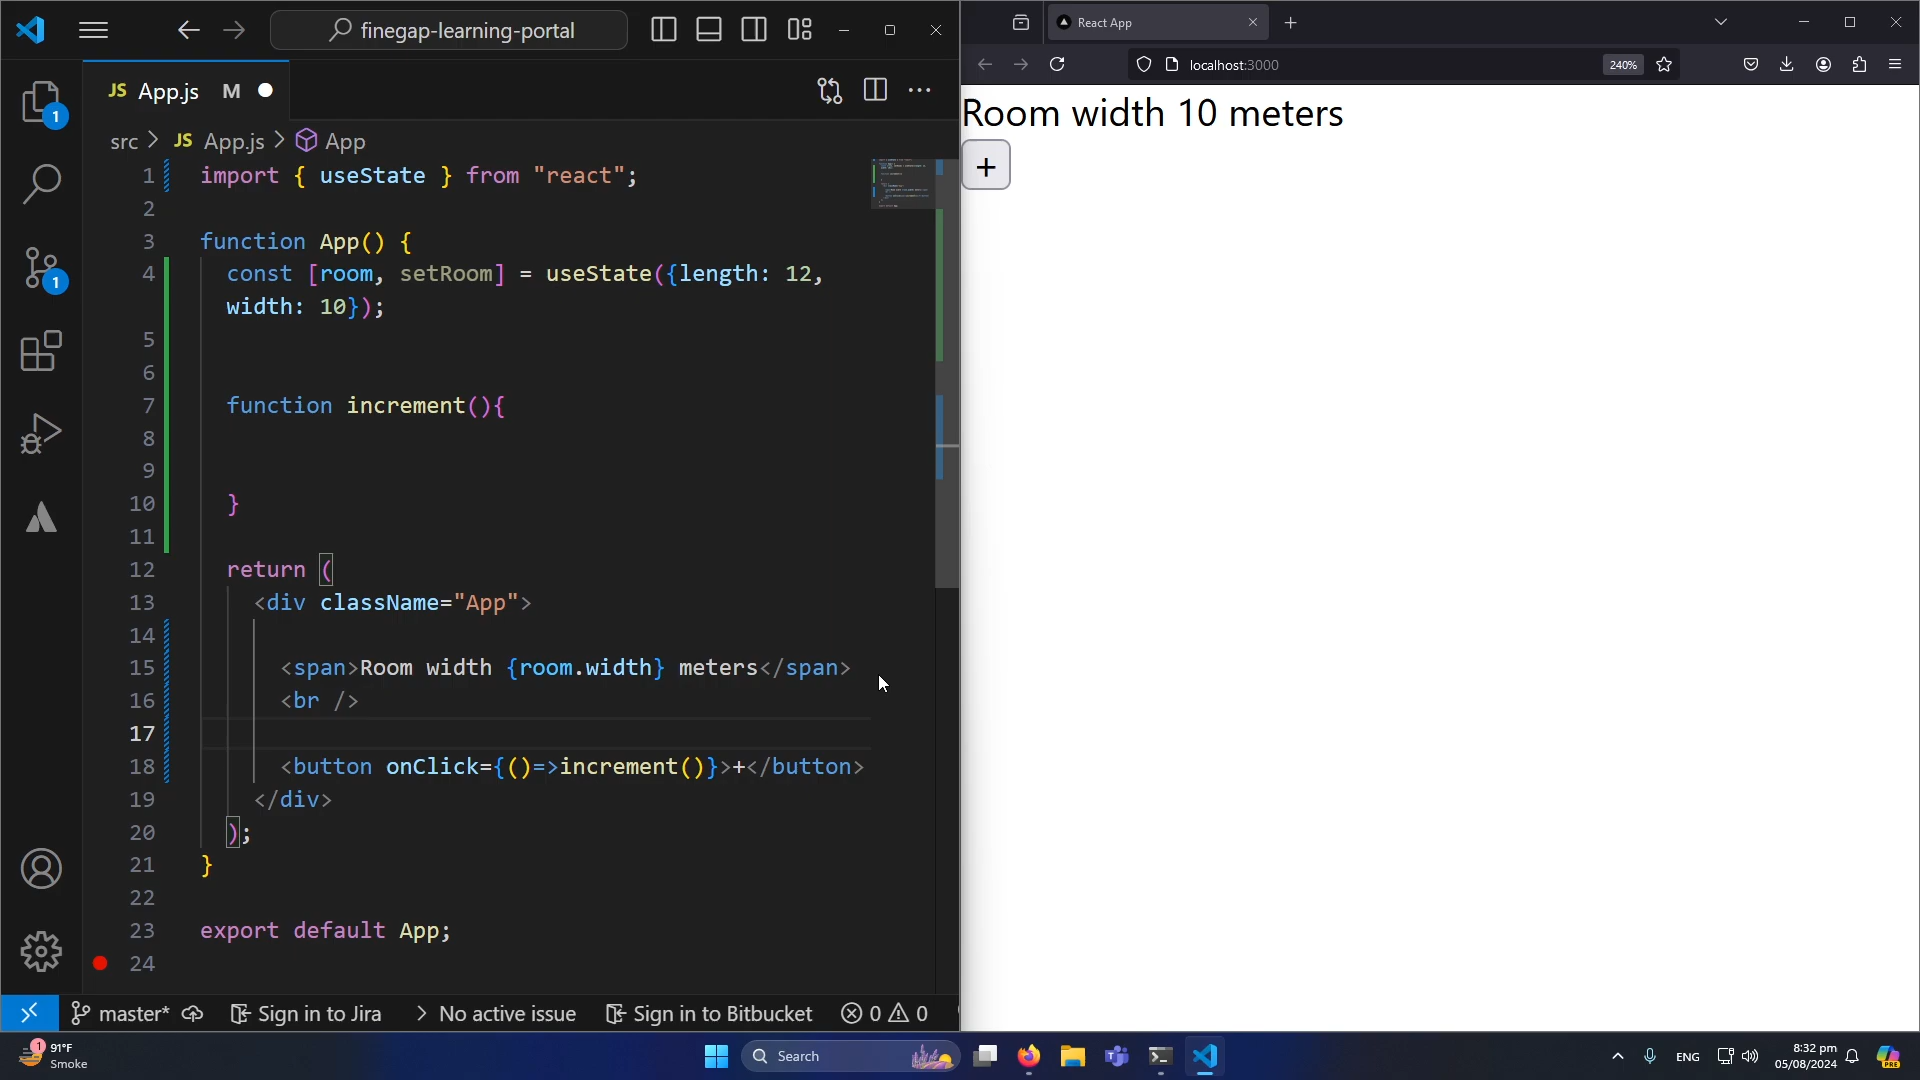 finegap-learning-portal
JS App.js M
src > JS App.js > App
1 import { useState } from "react";
2
3 function App() {
4 const [room, setRoom] = useState({length: 12,
width: 10});
5
6
7 function increment(){
8
9
10 }
11
12 return (
13 <div className="App">
14
15 <span>Room width {room.width} meters</span>
16 <br />
17
18 <button onClick={()=>increment()}>+</button>
19 </div>
20 );
21 }
22
23 export default App;
24
1
1
master* Sign in to Jira > No active issue Sign in to Bitbucket 0 0
React App
localhost:3000 240%
Room width 10 meters
+
1 91°F
Smoke
Search
ENG
8:32 pm
05/08/2024
PRE